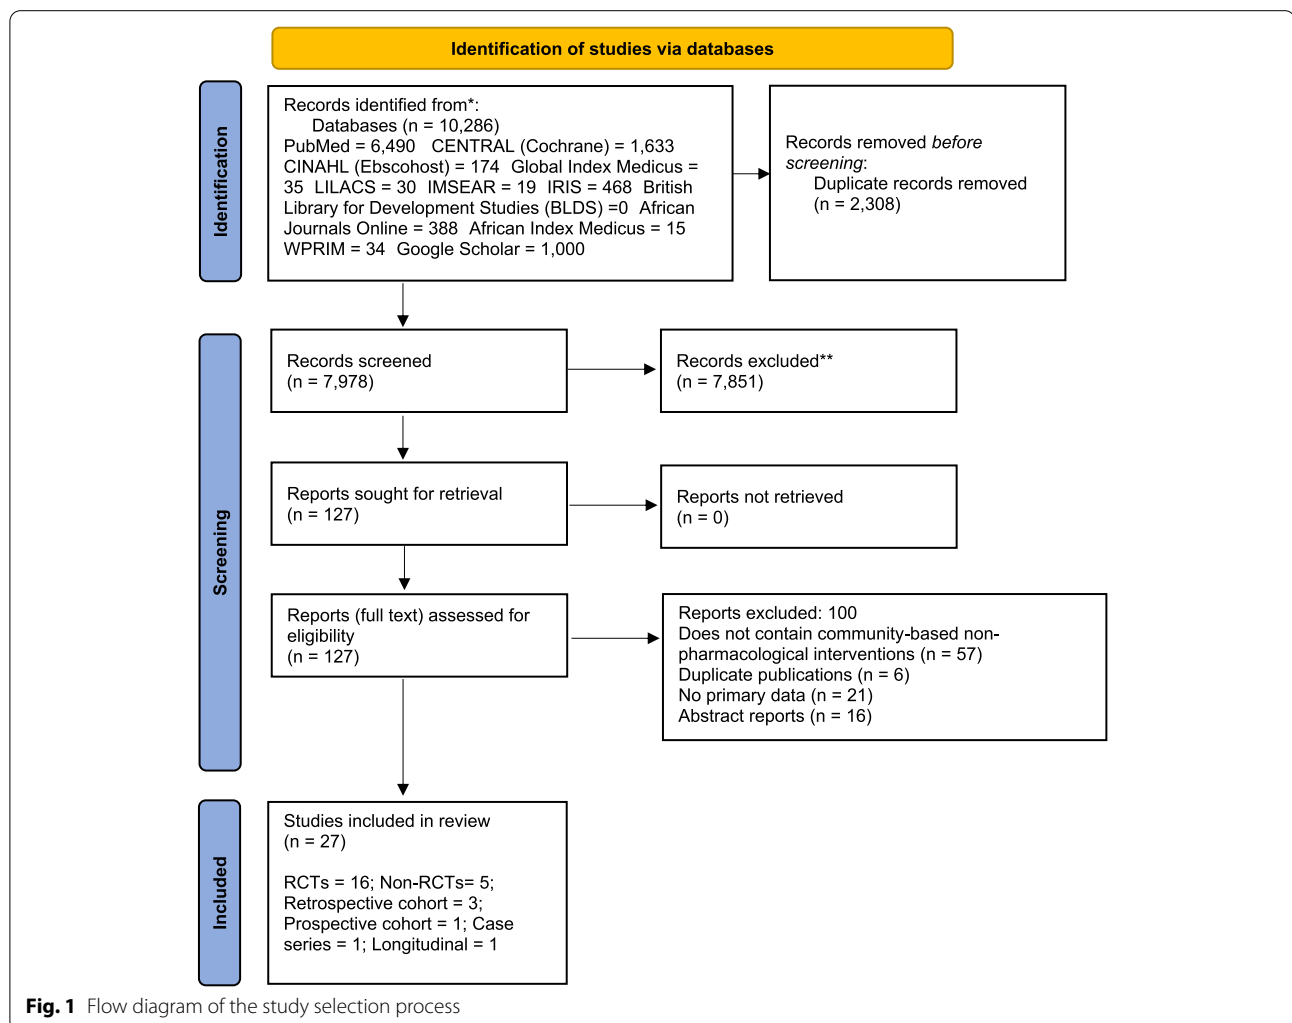 Identification of studies via databases
Identification
Records identified from*:
Databases (n = 10,286)
PubMed = 6,490 CENTRAL (Cochrane) = 1,633
CINAHL (Ebscohost) = 174 Global Index Medicus =
35 LILACS = 30 IMSEAR = 19 IRIS = 468 British
Library for Development Studies (BLDS) =0 African
Journals Online = 388 African Index Medicus = 15
WPRIM = 34 Google Scholar = 1,000
Records removed before
screening:
Duplicate records removed
(n = 2,308)
Screening
Records screened
(n = 7,978)
Records excluded**
(n = 7,851)
Reports sought for retrieval
(n = 127)
Reports not retrieved
(n = 0)
Reports (full text) assessed for
eligibility
(n = 127)
Reports excluded: 100
Does not contain community-based non-
pharmacological interventions (n = 57)
Duplicate publications (n = 6)
No primary data (n = 21)
Abstract reports (n = 16)
Included
Studies included in review
(n = 27)
RCTs = 16; Non-RCTs= 5;
Retrospective cohort = 3;
Prospective cohort = 1; Case
series = 1; Longitudinal = 1
Fig. 1 Flow diagram of the study selection process